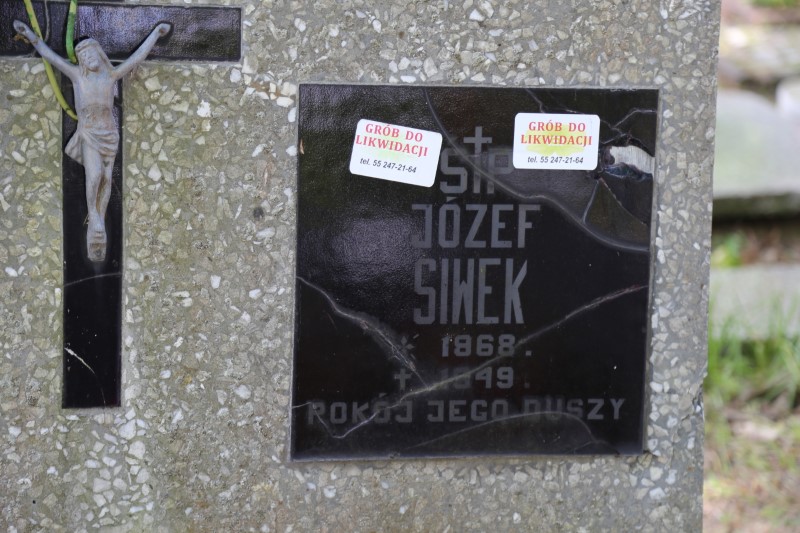 GRÓB DO
LIKWIDACJI
tel. 55 247-21-64
GRÓB DO
LIKWIDACJI
tel. 55 247-21-64
ŚP
JÓZEF
SIWEK
* 1868.
+ 1949.
POKÓJ JEGO DUSZY